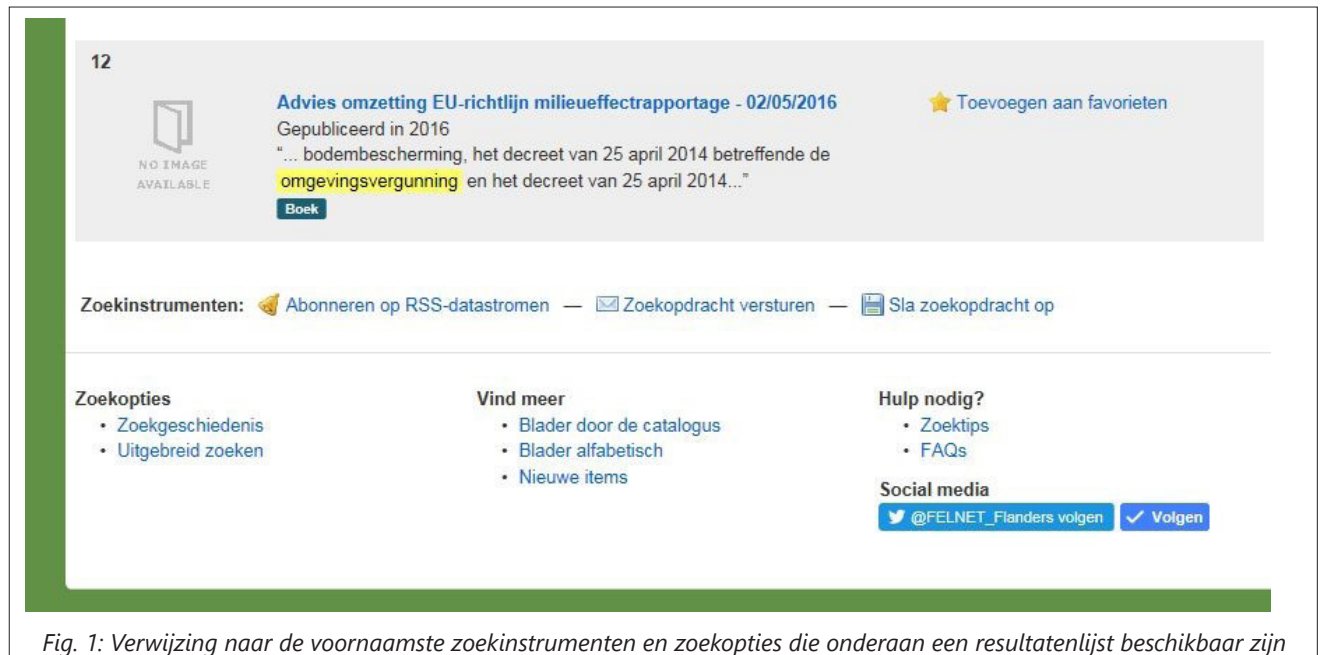 12
NO IMAGE
AVAILABLE
Advies omzetting EU-richtlijn milieueffectrapportage - 02/05/2016
Gepubliceerd in 2016
“... bodembescherming, het decreet van 25 april 2014 betreffende de
omgevingsvergunning en het decreet van 25 april 2014...”
Boek
Toevoegen aan favorieten
Zoekinstrumenten: Abonneren op RSS-datastromen — Zoekopdracht versturen — Sla zoekopdracht op
Zoekopties
• Zoekgeschiedenis
• Uitgebreid zoeken
Vind meer
• Blader door de catalogus
• Blader alfabetisch
• Nieuwe items
Hulp nodig?
• Zoektips
• FAQs
Social media
@FELNET_Flanders volgen
Volgen
Fig. 1: Verwijzing naar de voornaamste zoekinstrumenten en zoekopties die onderaan een resultatenlijst beschikbaar zijn